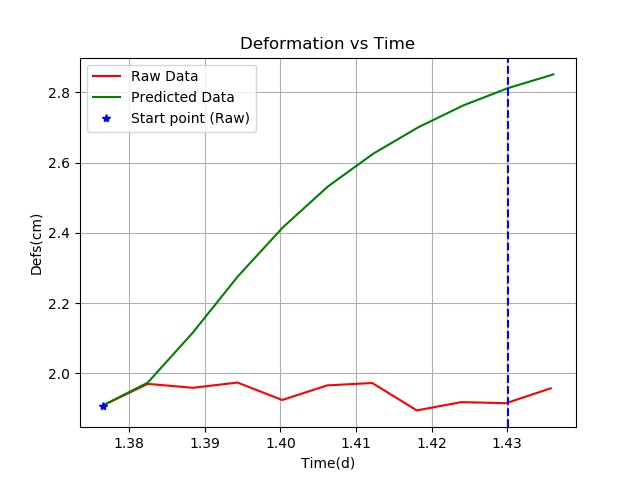 Deformation vs Time
Raw Data
Predicted Data
Start point (Raw)
Defs(cm)
2.8
2.6
2.4
2.2
2.0
1.38
1.39
1.40
1.41
1.42
1.43
Time(d)